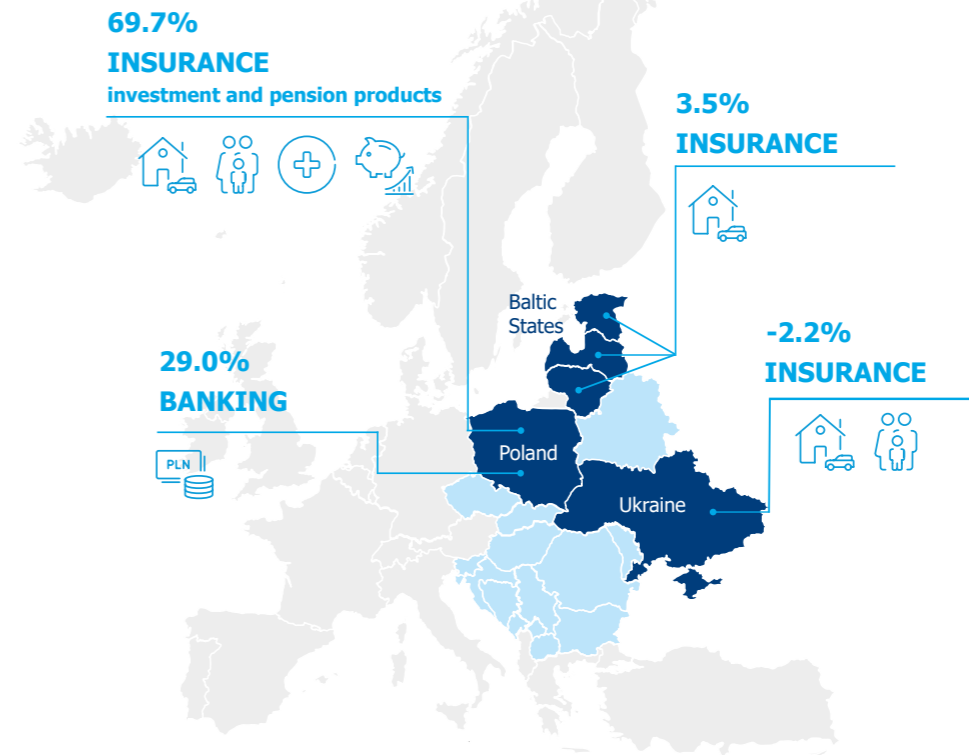 69.7%
INSURANCE
investment and pension products
3.5%
INSURANCE
Baltic
States
-2.2%
INSURANCE
29.0%
BANKING
PLN
Poland
Ukraine